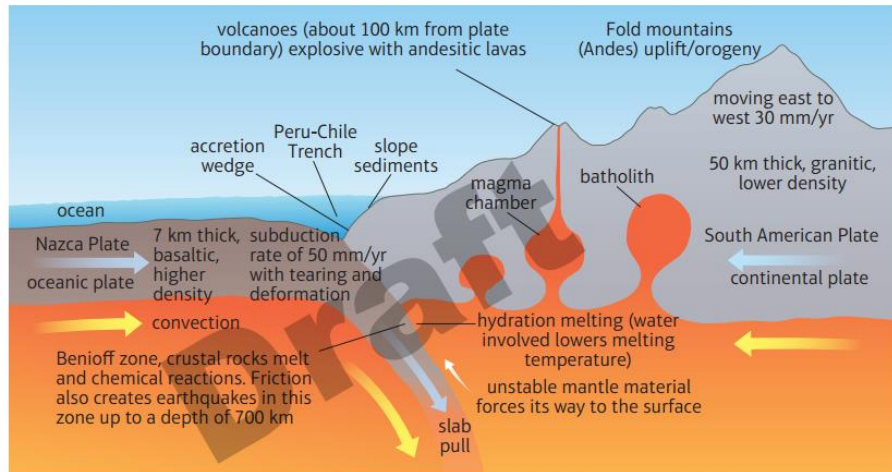 volcanoes (about 100 km from plate
boundary) explosive with andesitic lavas
Fold mountains
(Andes) uplift/orogeny
moving east to
west 30 mm/yr
Peru-Chile
Trench
accretion
wedge
slope
sediments
50 km thick, granitic,
lower density
magma
chamber
batholith
ocean
Nazca Plate
oceanic plate
7 km thick,
basaltic,
higher
density
subduction
rate of 50 mm/yr
with tearing and
deformation
South American Plate
continental plate
convection
hydration melting (water
involved lowers melting
temperature)
Benioff zone, crustal rocks melt
and chemical reactions. Friction
also creates earthquakes in this
zone up to a depth of 700 km
unstable mantle material
forces its way to the surface
slab
pull
Draft